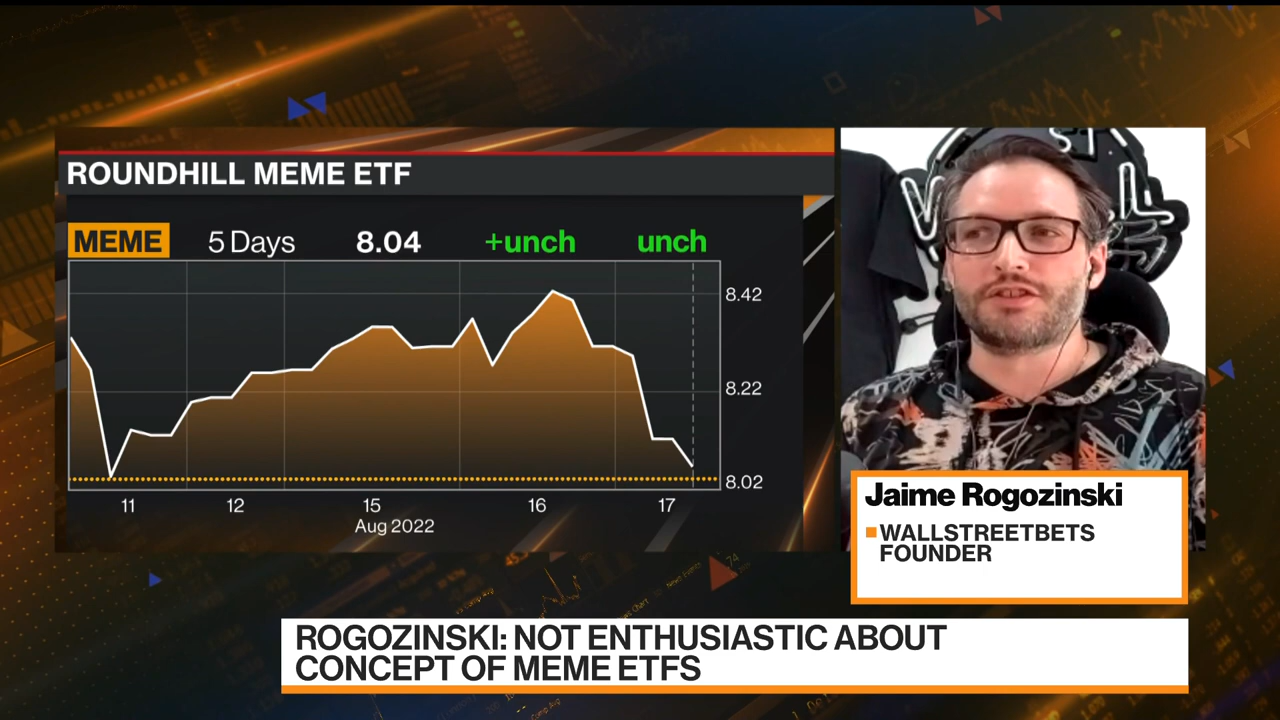 ROUNDHILL MEME ETF
MEME 5 Days 8.04 +unch unch
8.42
8.22
8.02
11 12 15 16 17
Aug 2022
Jaime Rogozinski
WALLSTREETBETS
FOUNDER
ROGOZINSKI: NOT ENTHUSIASTIC ABOUT
CONCEPT OF MEME ETFS